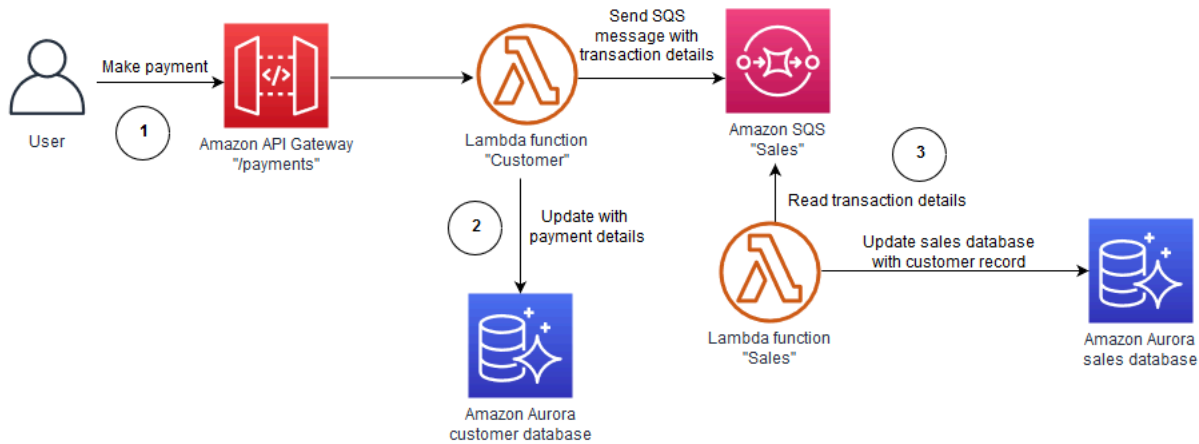 Send SQS
message with
transaction details
Make payment
1
User
Amazon API Gateway
"/payments"
Lambda function
"Customer"
Amazon SQS
"Sales"
3
2
Update with
payment details
Read transaction details
Update sales database
with customer record
Lambda function
"Sales"
Amazon Aurora
sales database
Amazon Aurora
customer database